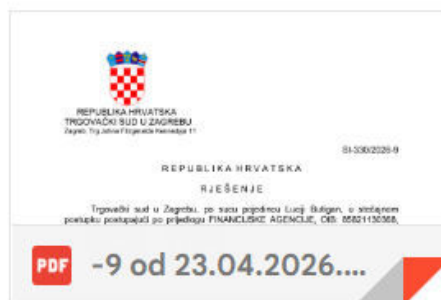 REPUBLIKA HRVATSKA
TRGOVAČKI SUD U ZAGREBU
Zagreb, Trg Johna Fitzgeralda Kennedyja 11
St-330/2026-9
REPUBLIKA HRVATSKA
RJEŠENJE
Trgovački sud u Zagrebu, po sucu pojedincu Luciji Butigan, u stečajnom
postupku postupajući po prijedlogu FINANCIJSKE AGENCIJE, OIB: 85821130368,
PDF
-9 od 23.04.2026....